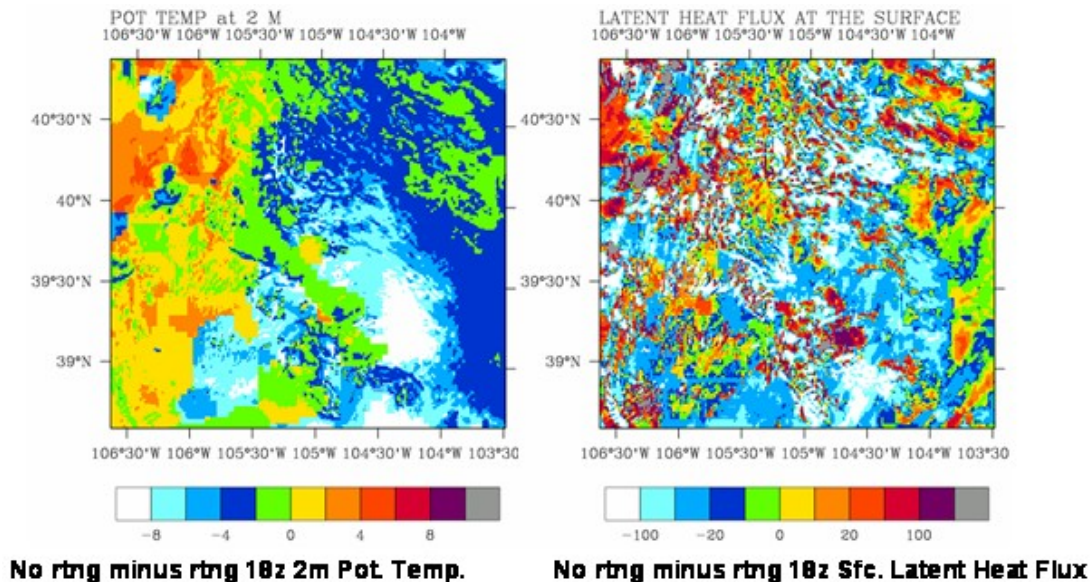 POT TEMP at 2 M
106°30'W 106°W 105°30'W 105°W 104°30'W 104°W
40°30'N
40°N
39°30'N
39°N
106°30'W 106°W 105°30'W 105°W 104°30'W 104°W 103°30
-8 -4 0 4 8
No rtng minus rtng 18z 2m Pot. Temp.
LATENT HEAT FLUX AT THE SURFACE
106°30'W 106°W 105°30'W 105°W 104°30'W 104°W
40°30'N
40°N
39°30'N
39°N
106°30'W 106°W 105°30'W 105°W 104°30'W 104°W 103°30
-100 -20 0 20 100
No rtng minus rtng 18z Sfc. Latent Heat Flux